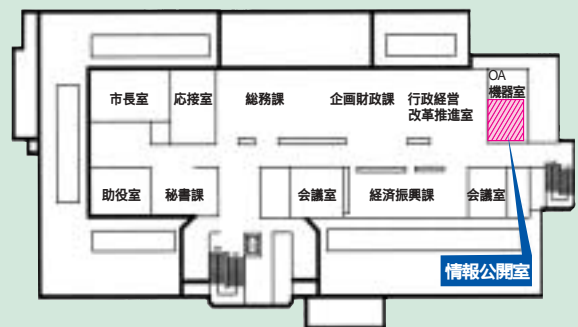 市長室
応接室
総務課
企画財政課
行政経営
改革推進室
OA
機器室
助役室
秘書課
会議室
経済振興課
会議室
情報公開室